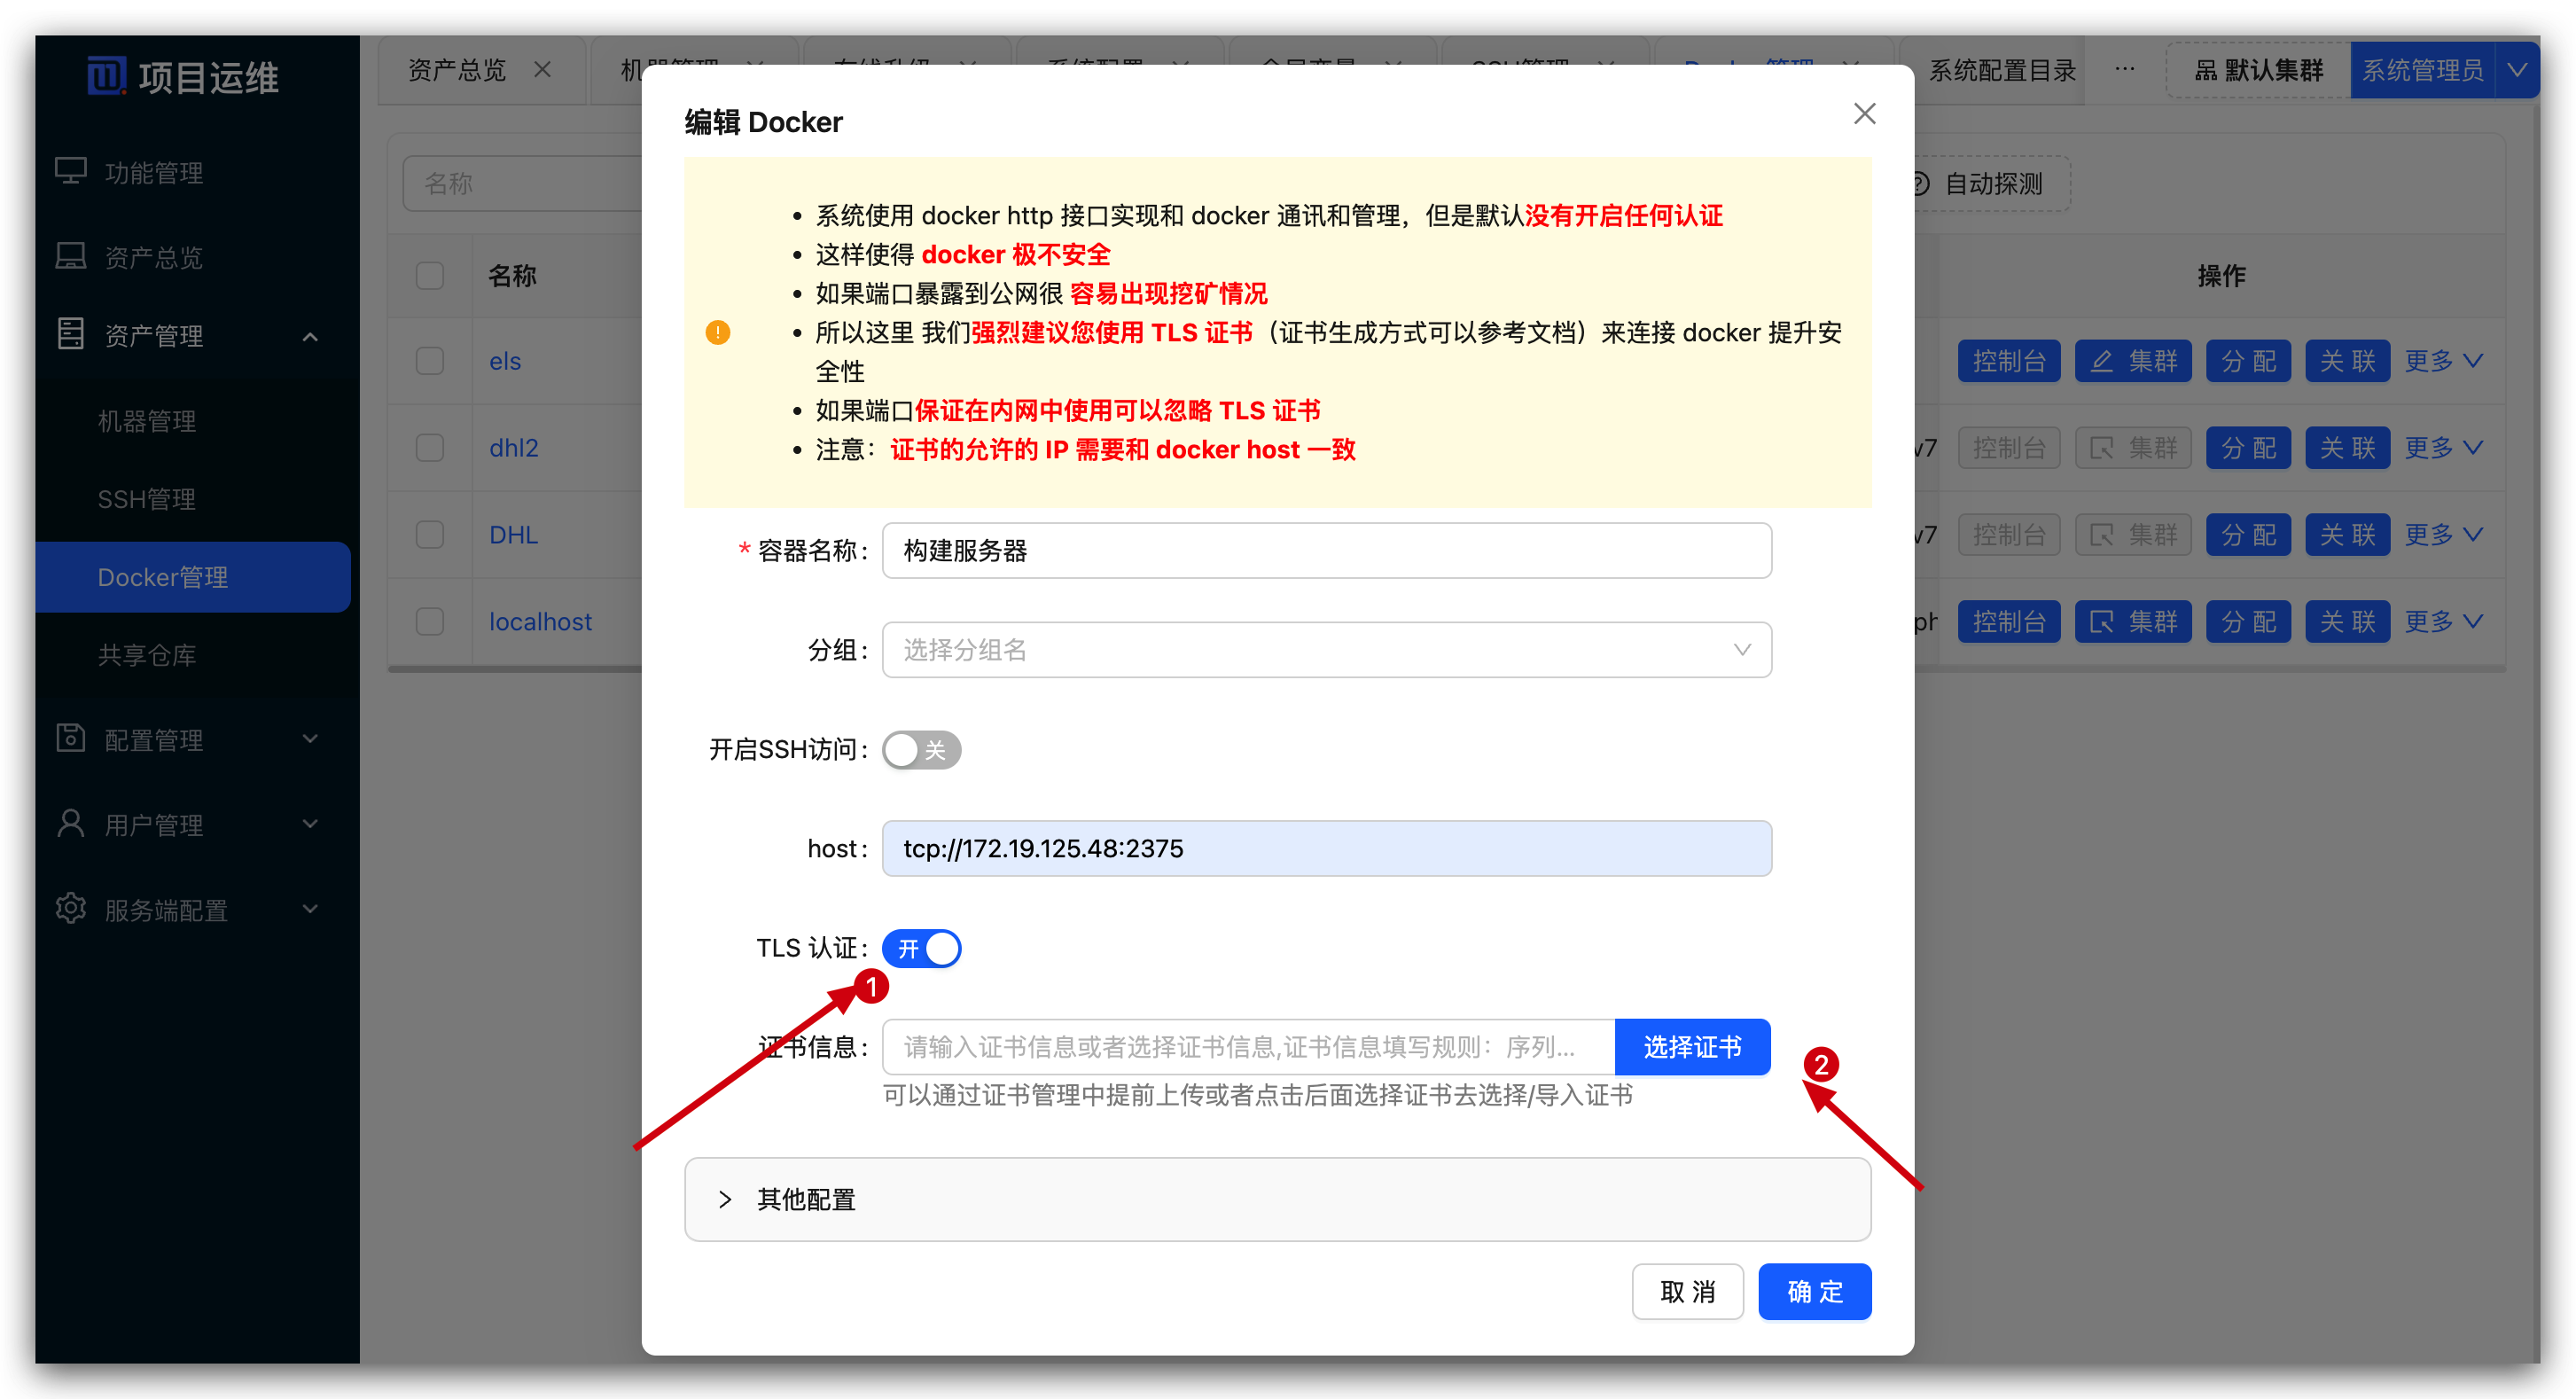 项目运维
资产总览
系统配置目录
···
默认集群
系统管理员
功能管理
资产总览
资产管理
机器管理
SSH管理
Docker管理
共享仓库
配置管理
用户管理
服务端配置
名称
自动探测
名称
操作
els
控制台 集群 分 配 关 联 更多
dhl2
v7 控制台 集群 分 配 关 联 更多
DHL
v7 控制台 集群 分 配 关 联 更多
localhost
控制台 集群 分 配 关 联 更多
编辑 Docker
系统使用 docker http 接口实现和 docker 通讯和管理，但是默认没有开启任何认证
这样使得 docker 极不安全
如果端口暴露到公网很 容易出现挖矿情况
所以这里 我们强烈建议您使用 TLS 证书（证书生成方式可以参考文档）来连接 docker 提升安
全性
如果端口保证在内网中使用可以忽略 TLS 证书
注意：证书的允许的 IP 需要和 docker host 一致
* 容器名称： 构建服务器
分组： 选择分组名
开启SSH访问： 关
host： tcp://172.19.125.48:2375
TLS 认证： 开
1
证书信息： 请输入证书信息或者选择证书信息,证书信息填写规则：序列... 选择证书
2
可以通过证书管理中提前上传或者点击后面选择证书去选择/导入证书
其他配置
取 消 确 定